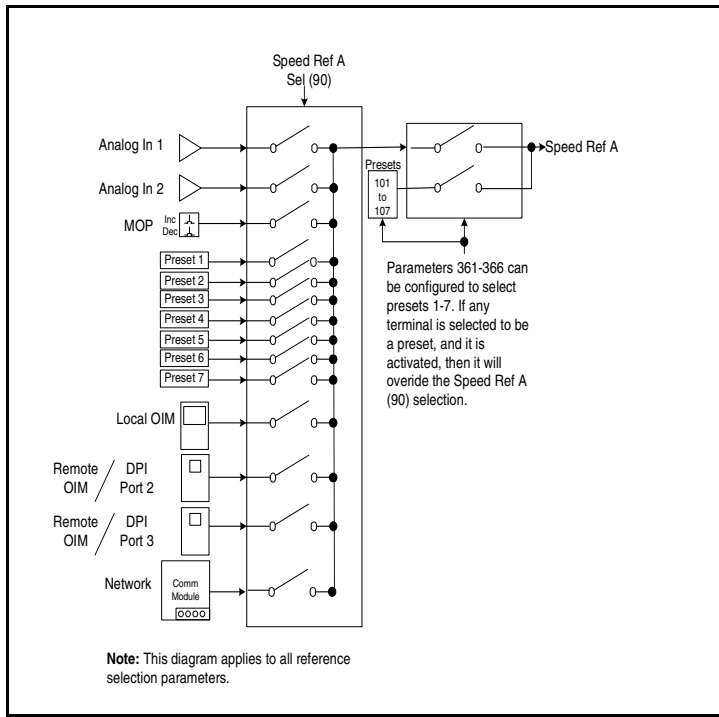 Speed Ref A
Sel (90)
Analog In 1
Analog In 2
MOP
Inc
Dec
Preset 1
Preset 2
Preset 3
Preset 4
Preset 5
Preset 6
Preset 7
Local OIM
Remote
OIM
DPI
Port 2
Remote
OIM
DPI
Port 3
Network
Comm
Module
Presets
101
to
107
Speed Ref A
Parameters 361-366 can
be configured to select
presets 1-7. If any
terminal is selected to be
a preset, and it is
activated, then it will
overide the Speed Ref A
(90) selection.
Note: This diagram applies to all reference
selection parameters.